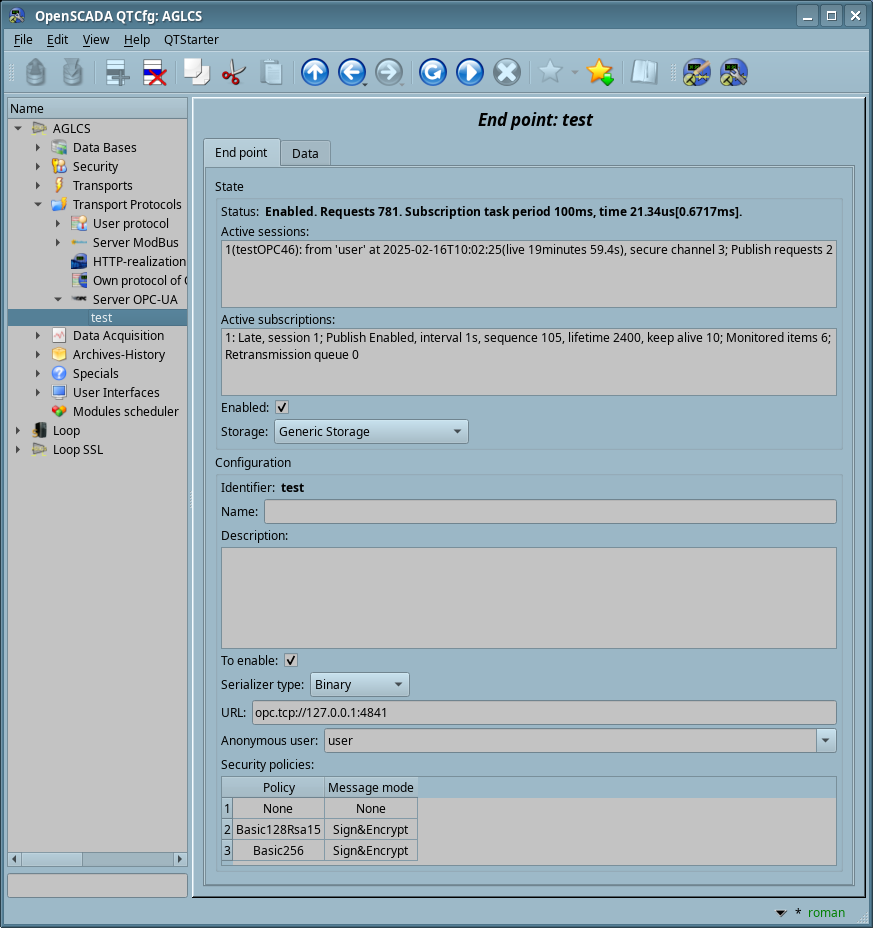 OpenSCADA QTCfg: AGLCS
File Edit View Help QTStarter
Name
AGLCS
Data Bases
Security
Transports
Transport Protocols
User protocol
Server ModBus
HTTP-realization
Own protocol of
Server OPC-UA
test
Data Acquisition
Archives-History
Specials
User Interfaces
Modules scheduler
Loop
Loop SSL
End point: test
End point Data
State
Status: Enabled. Requests 781. Subscription task period 100ms, time 21.34us[0.6717ms].
Active sessions:
1(testOPC46): from 'user' at 2025-02-16T10:02:25(live 19minutes 59.4s), secure channel 3; Publish requests 2
Active subscriptions:
1: Late, session 1; Publish Enabled, interval 1s, sequence 105, lifetime 2400, keep alive 10; Monitored items 6;
Retransmission queue 0
Enabled:
Storage: Generic Storage
Configuration
Identifier: test
Name:
Description:
To enable:
Serializer type: Binary
URL: opc.tcp://127.0.0.1:4841
Anonymous user: user
Security policies:
Policy Message mode
1 None None
2 Basic128Rsa15 Sign&Encrypt
3 Basic256 Sign&Encrypt
* roman